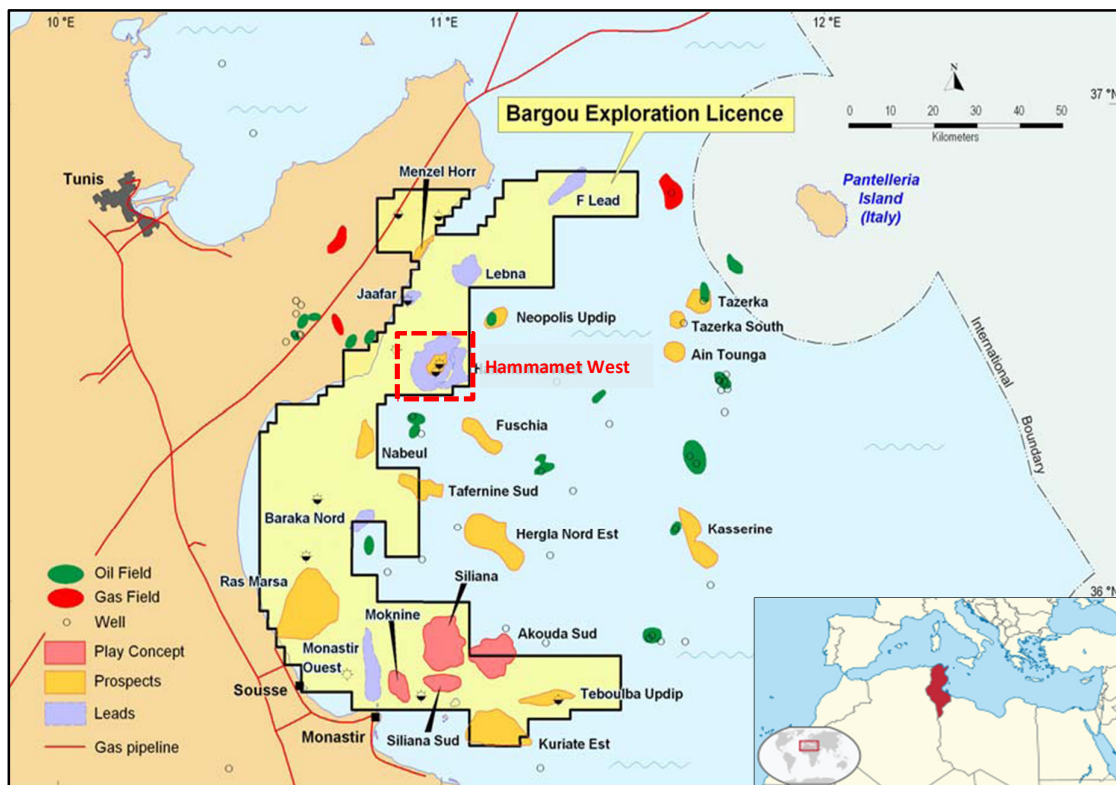 10 °E
11 °E
12 °E
N
37 °N
0 10 20 30 40 50
Kilometers
Bargou Exploration Licence
Menzel Horr
Tunis
F Lead
Pantelleria
Island
(Italy)
Lebna
Jaafar
Neopolis Updip
Tazerka
Tazerka South
Ain Tounga
International
Boundary
Hammamet West
Fuschia
Nabeul
Tafernine Sud
Baraka Nord
Hergla Nord Est
Kasserine
36 °N
Ras Marsa
Siliana
Moknine
Akouda Sud
Monastir
Ouest
Sousse
Teboulba Updip
Monastir
Siliana Sud
Kuriate Est
Oil Field
Gas Field
Well
Play Concept
Prospects
Leads
Gas pipeline